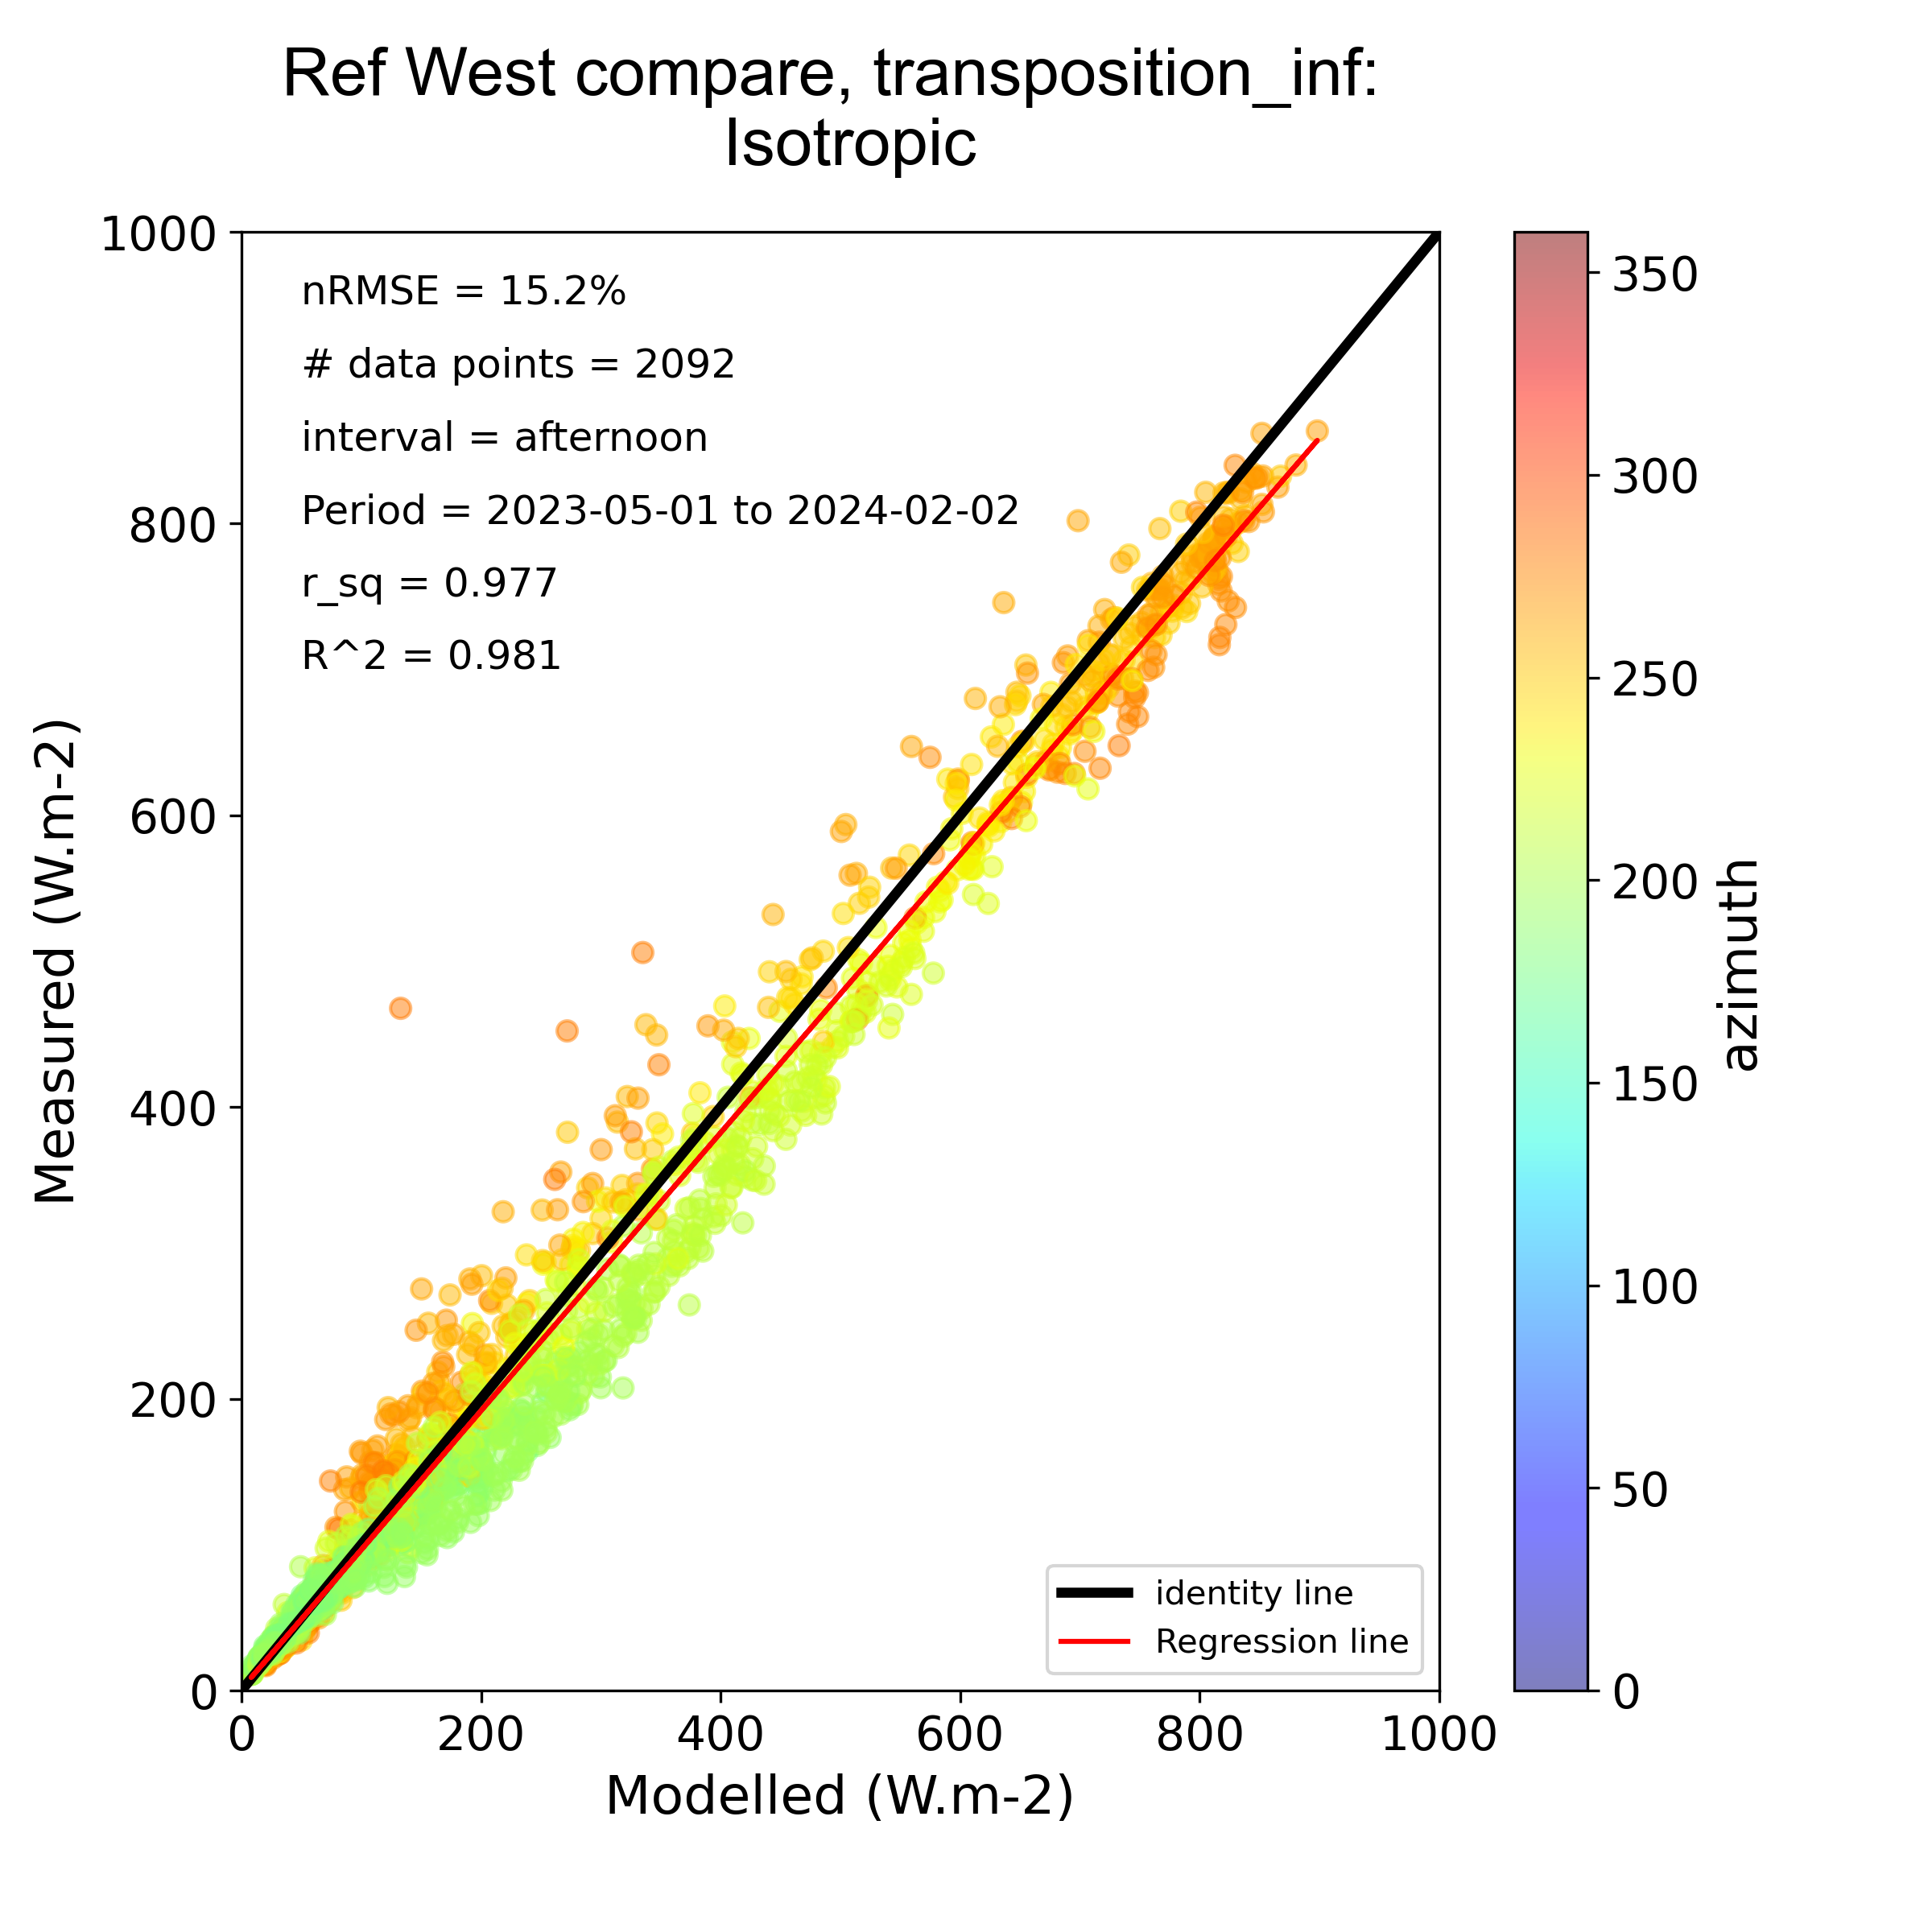 Ref West compare, transposition_inf:
Isotropic
nRMSE = 15.2%
# data points = 2092
interval = afternoon
Period = 2023-05-01 to 2024-02-02
r_sq = 0.977
R^2 = 0.981
Measured (W.m-2)
1000
800
600
400
200
0
0 200 400 600 800 1000
Modelled (W.m-2)
identity line
Regression line
350
300
250
200
150
100
50
0
azimuth